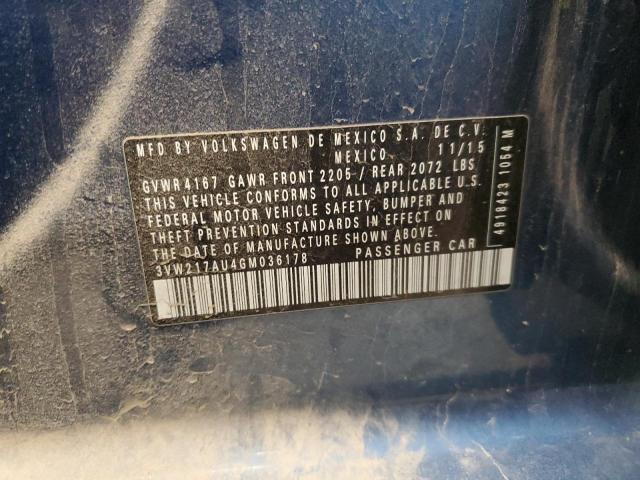 MFD BY VOLKSWAGEN DE MEXICO S.A. DE C.V.
MEXICO 11/15
GVWR 4167 GAWR FRONT 2205 / REAR 2072 LBS
THIS VEHICLE CONFORMS TO ALL APPLICABLE U.S.
FEDERAL MOTOR VEHICLE SAFETY, BUMPER AND
THEFT PREVENTION STANDARDS IN EFFECT ON
THE DATE OF MANUFACTURE SHOWN ABOVE.
3VW217AU4GM036178 PASSENGER CAR
4918423 1054 M